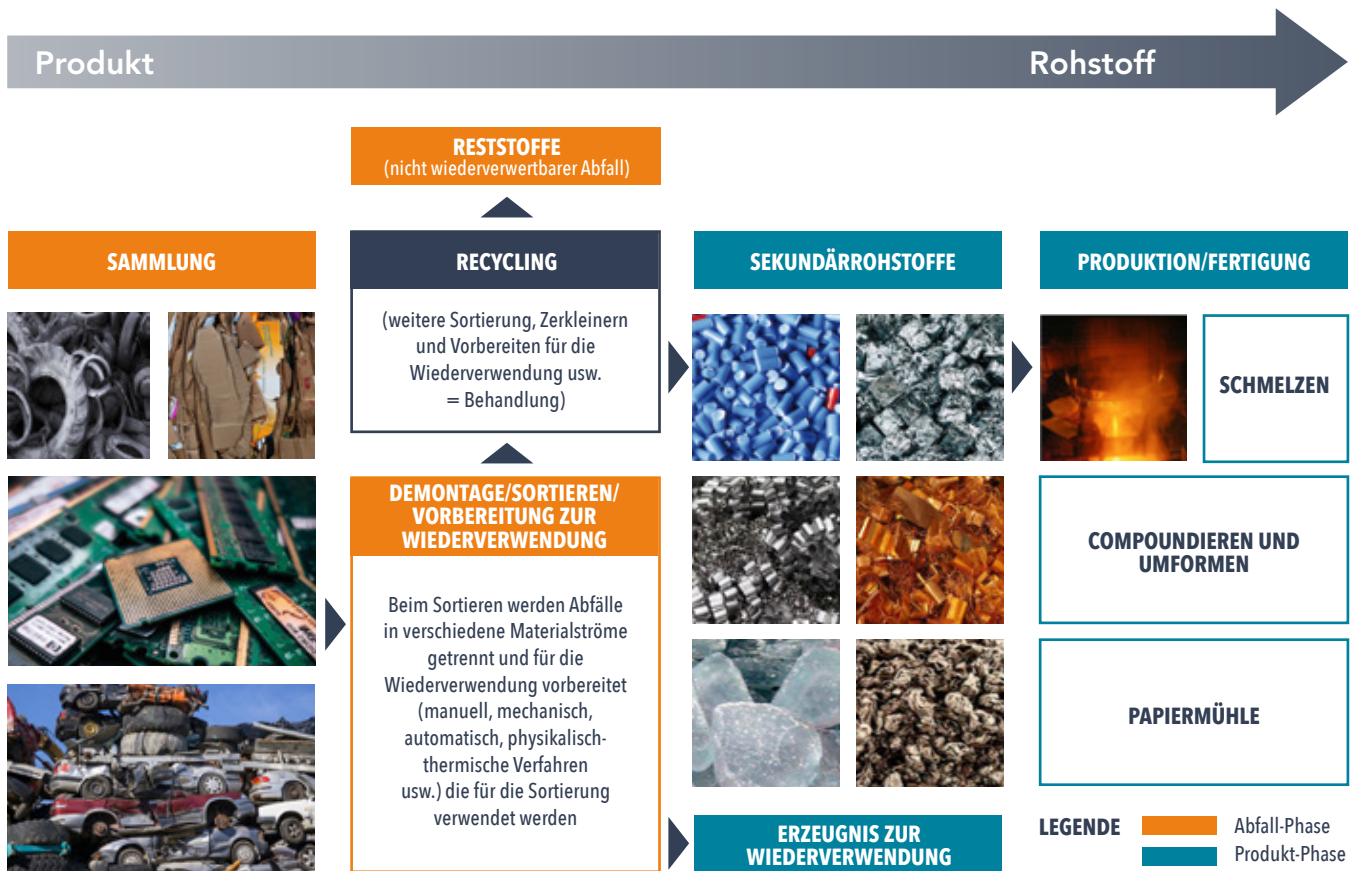 Produkt
Rohstoff
RESTSTOFFE
(nicht wiederverwertbarer Abfall)
SAMMLUNG
RECYCLING
(weitere Sortierung, Zerkleinern
und Vorbereiten für die
Wiederverwendung usw.
= Behandlung)
DEMONTAGE/SORTIEREN/
VORBEREITUNG ZUR
WIEDERVERWENDUNG
Beim Sortieren werden Abfälle
in verschiedene Materialströme
getrennt und für die
Wiederverwendung vorbereitet
(manuell, mechanisch,
automatisch, physikalisch-
thermische Verfahren
usw.) die für die Sortierung
verwendet werden
SEKUNDÄRROHSTOFFE
ERZEUGNIS ZUR
WIEDERVERWENDUNG
PRODUKTION/FERTIGUNG
SCHMELZEN
COMPOUNDIEREN UND
UMFORMEN
PAPIERMÜHLE
LEGENDE
Abfall-Phase
Produkt-Phase